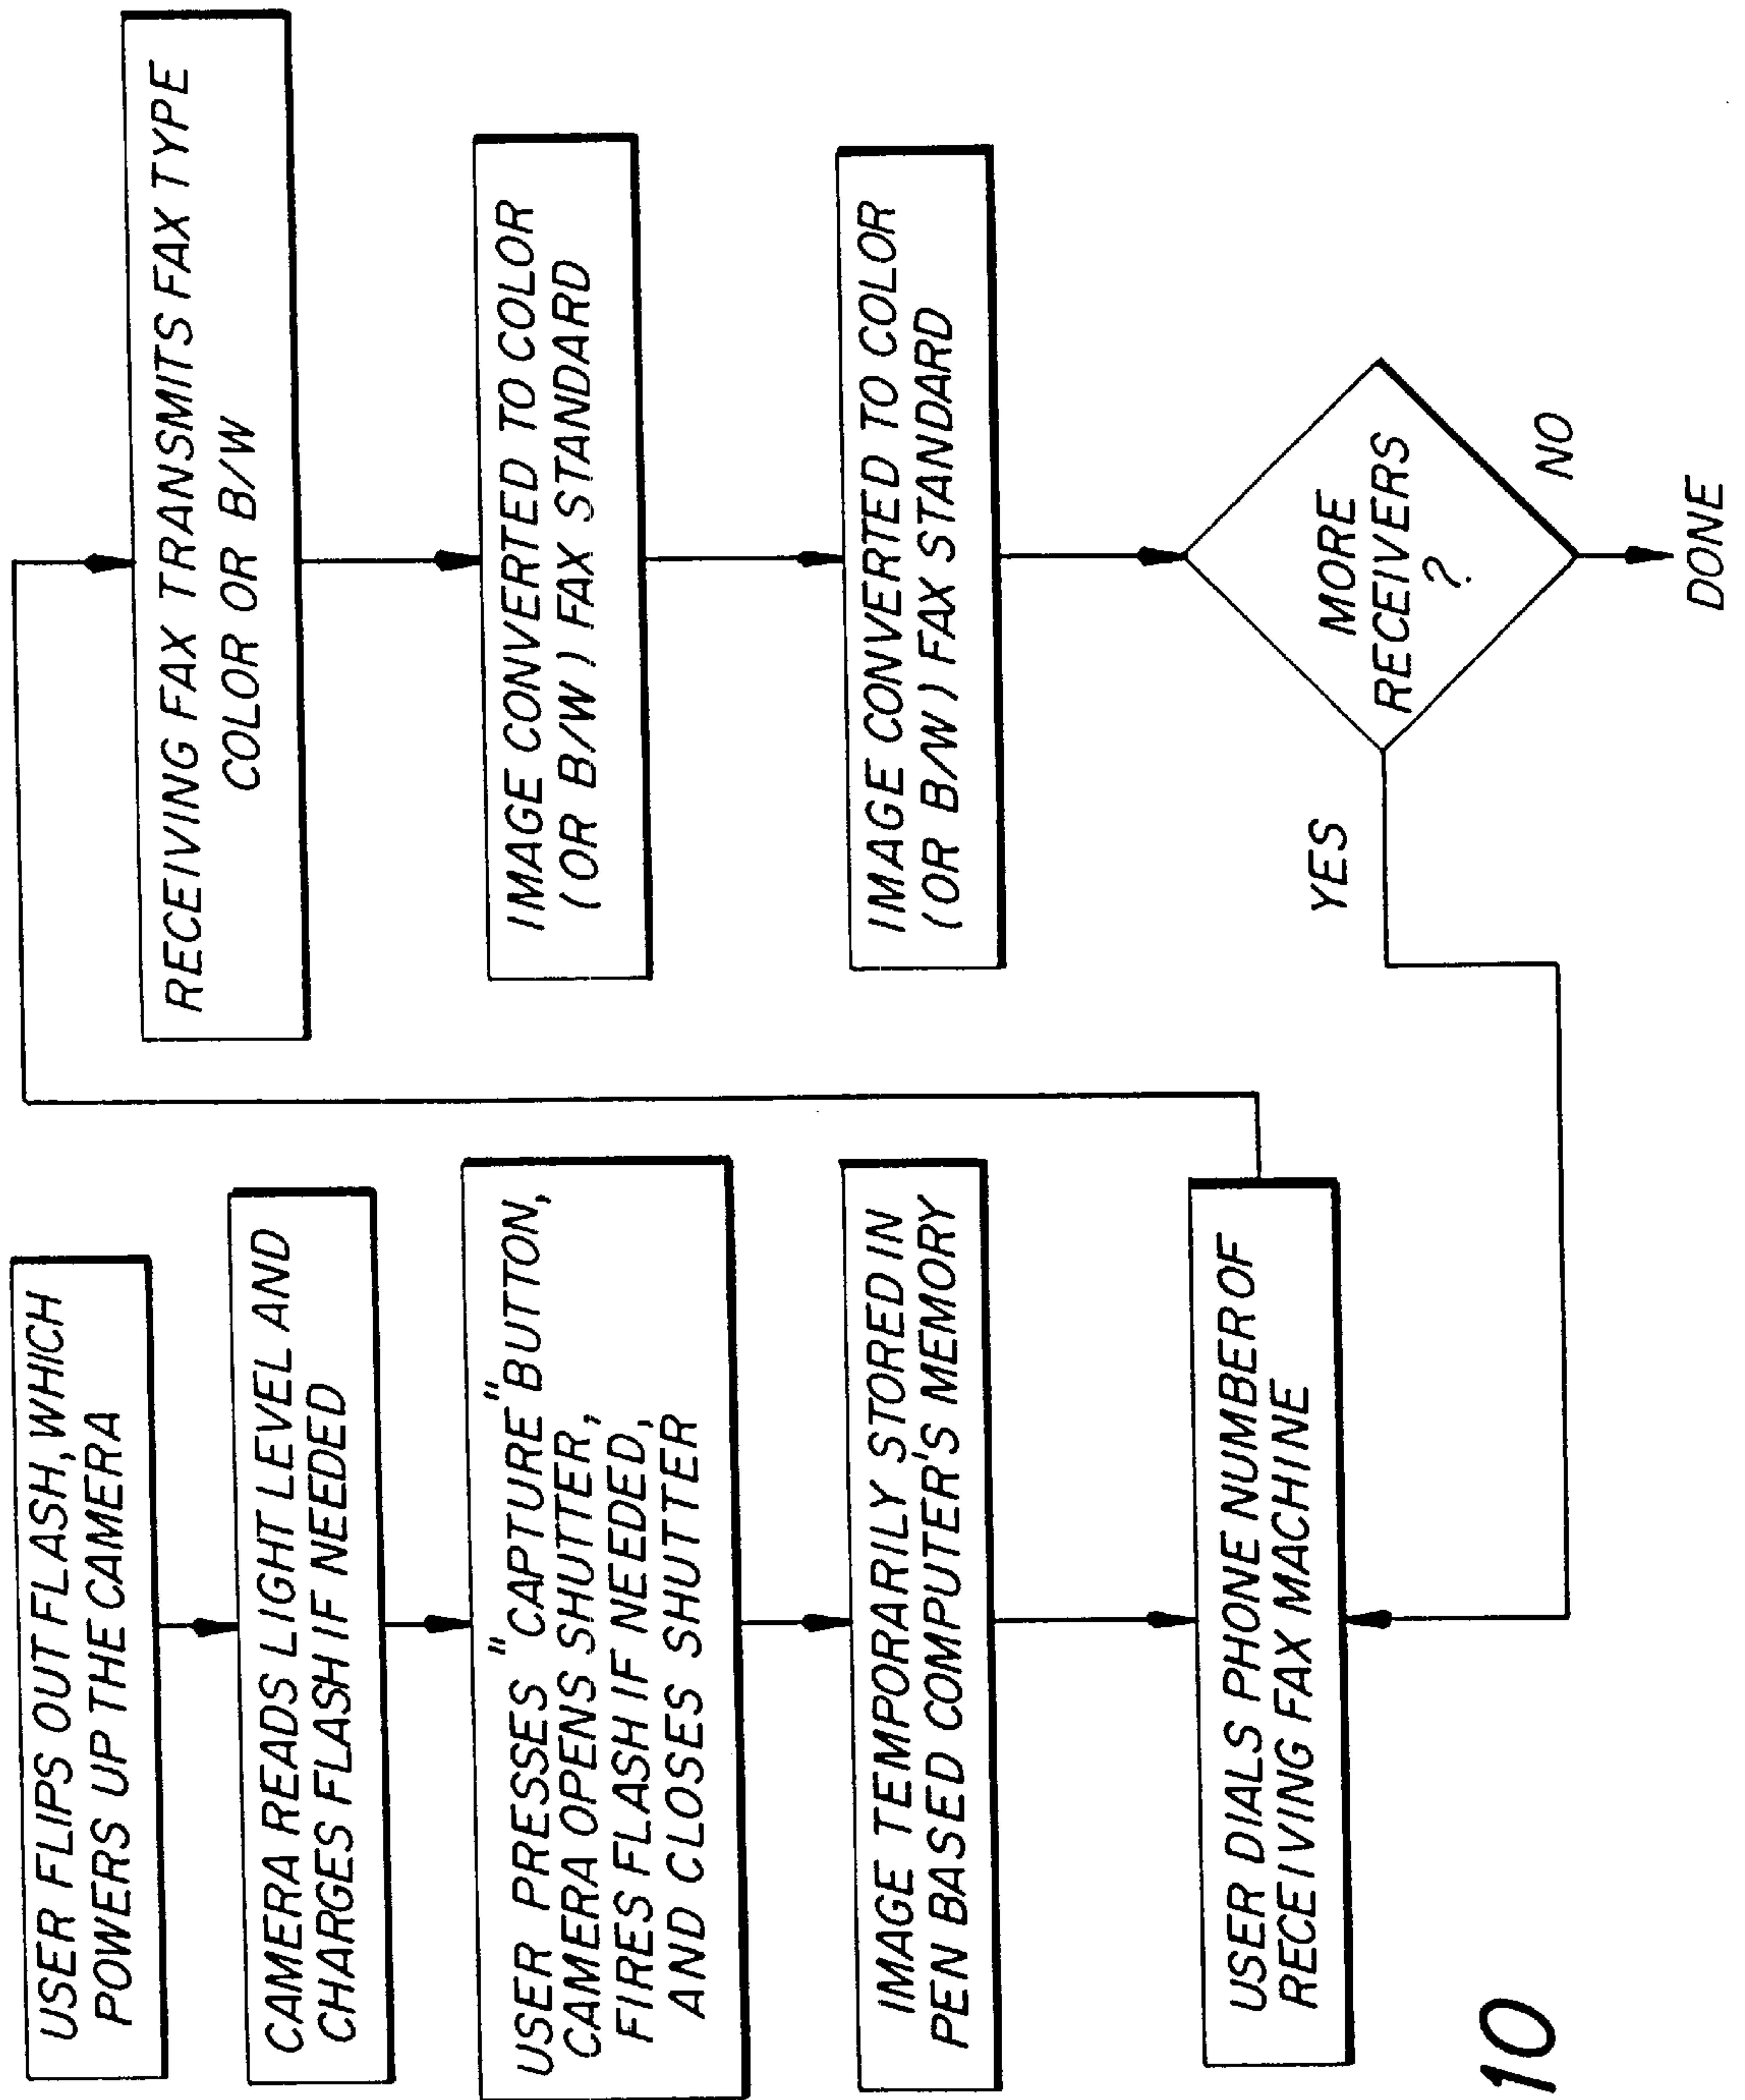 USER FLIPS OUT FLASH, WHICH
POWERS UP THE CAMERA
CAMERA READS LIGHT LEVEL AND
CHARGES FLASH IF NEEDED
USER PRESSES "CAPTURE" BUTTON,
CAMERA OPENS SHUTTER,
FIRES FLASH IF NEEDED,
AND CLOSES SHUTTER
IMAGE TEMPORARILY STORED IN
PEN BASED COMPUTER'S MEMORY
USER DIALS PHONE NUMBER OF
RECEIVING FAX MACHINE
RECEIVING FAX TRANSMITS FAX TYPE
COLOR OR B/W
IMAGE CONVERTED TO COLOR
(OR B/W) FAX STANDARD
IMAGE CONVERTED TO COLOR
(OR B/W) FAX STANDARD
MORE
RECEIVERS
?
YES
NO
DONE
10